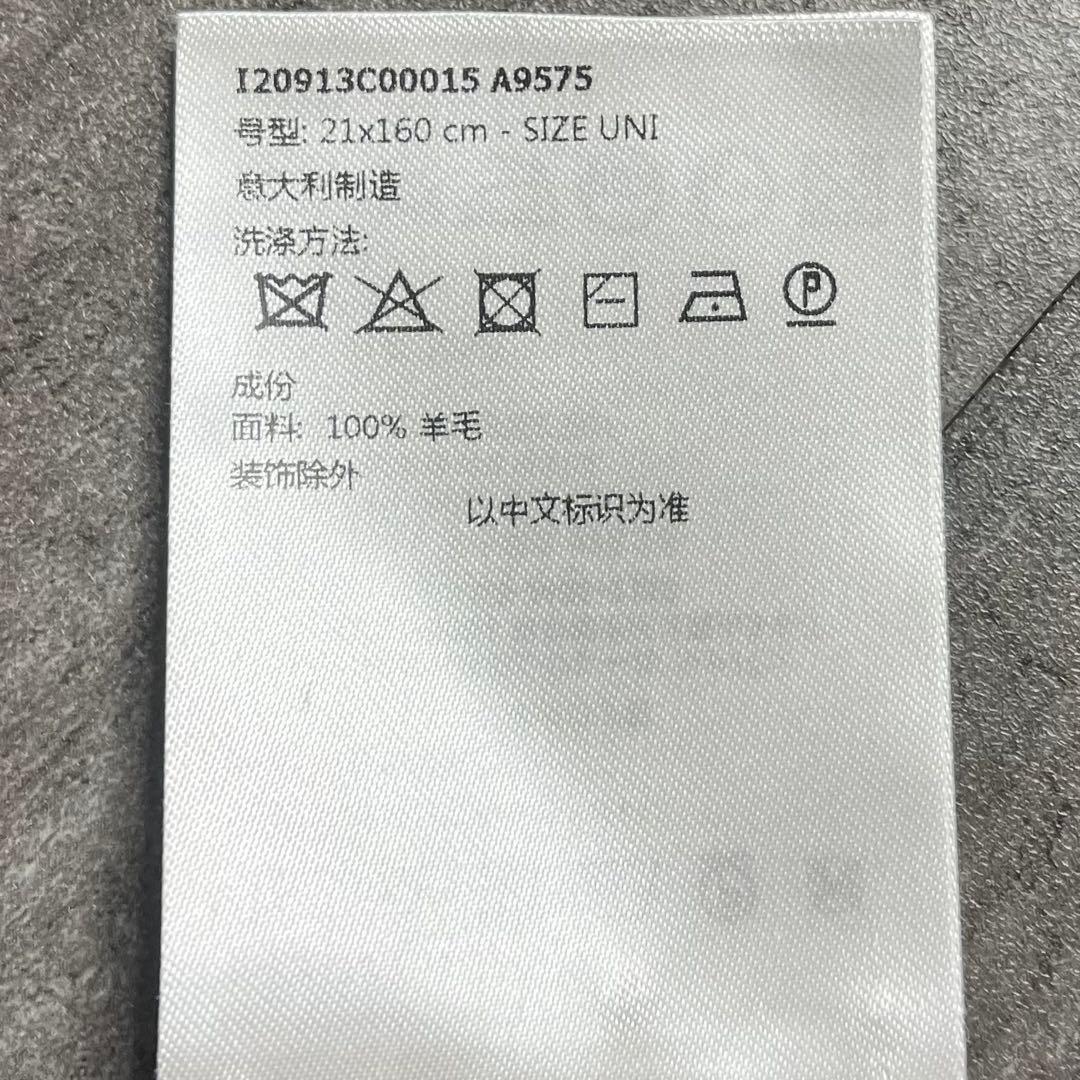 I20913C00015 A9575
号型: 21x160 cm - SIZE UNI
意大利制造
洗涤方法:
P
成份
面料: 100% 羊毛
装饰除外
以中文标识为准